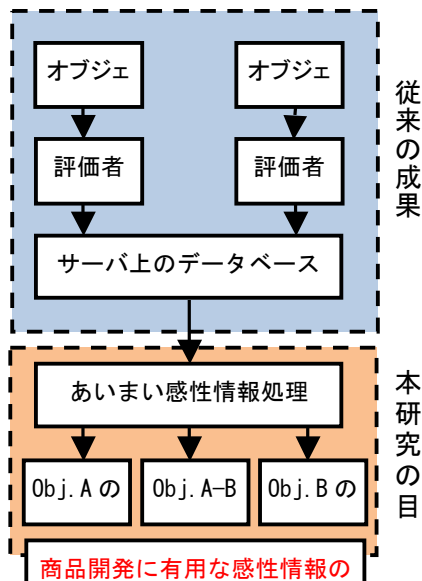 オブジェ
オブジェ
評価者
評価者
サーバ上のデータベース
従来の成果
あいまい感性情報処理
Obj.Aの
Obj.A−B
Obj.Bの
本研究の目
商品開発に有用な感性情報の